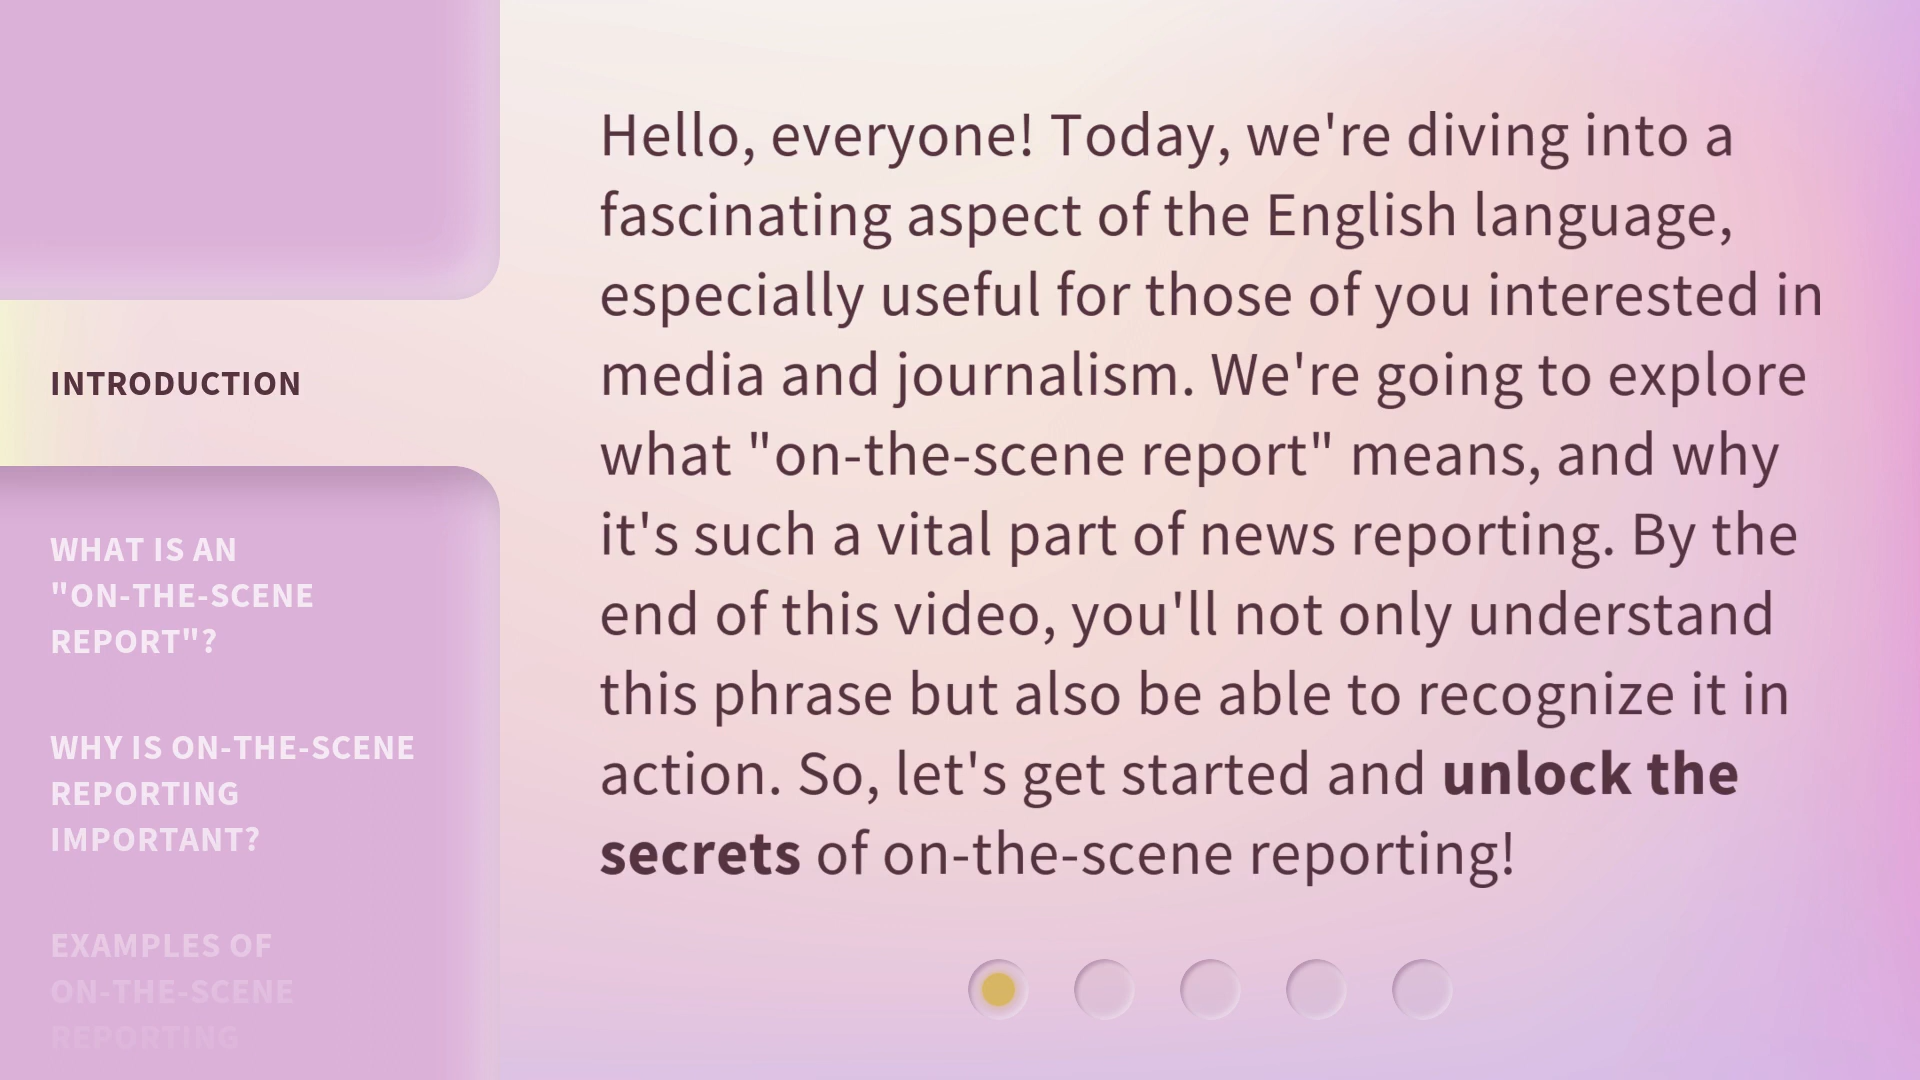 INTRODUCTION
WHAT IS AN
"ON-THE-SCENE
REPORT"?
WHY IS ON-THE-SCENE
REPORTING
IMPORTANT?
EXAMPLES OF
ON-THE-SCENE
REPORTING
Hello, everyone! Today, we're diving into a
fascinating aspect of the English language,
especially useful for those of you interested in
media and journalism. We're going to explore
what "on-the-scene report" means, and why
it's such a vital part of news reporting. By the
end of this video, you'll not only understand
this phrase but also be able to recognize it in
action. So, let's get started and unlock the
secrets of on-the-scene reporting!